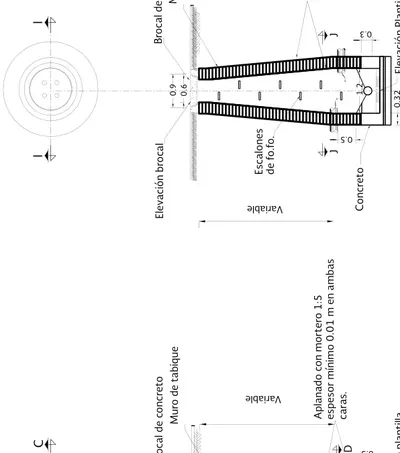 I
I
Brocal de
M
0.9
0.6
Elevación brocal
J
0.3
Escalones
de fo.fo.
1.2
Variable
0.5
J
0.32
Concreto
Elevación Planti
C
ocal de concreto
Muro de tabique
Variable
Aplanado con mortero 1:5
espesor mínimo 0.01 m en ambas
caras.
D
plantilla